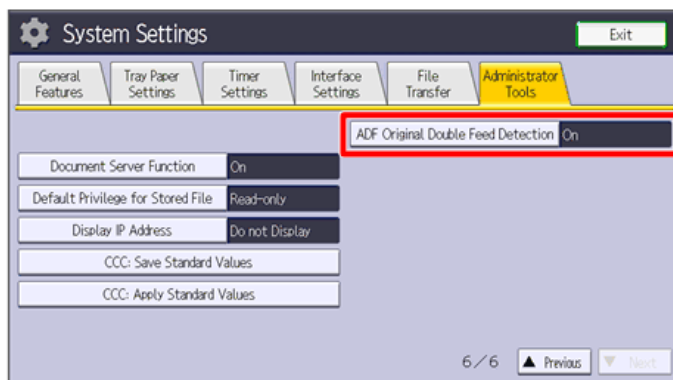 System Settings
Exit
General
Features
Tray Paper
Settings
Timer
Settings
Interface
Settings
File
Transfer
Administrator
Tools
ADF Original Double Feed Detection On
Document Server Function On
Default Privilege for Stored File Read-only
Display IP Address Do not Display
CCC: Save Standard Values
CCC: Apply Standard Values
6/6 ▲ Previous ▼ Next